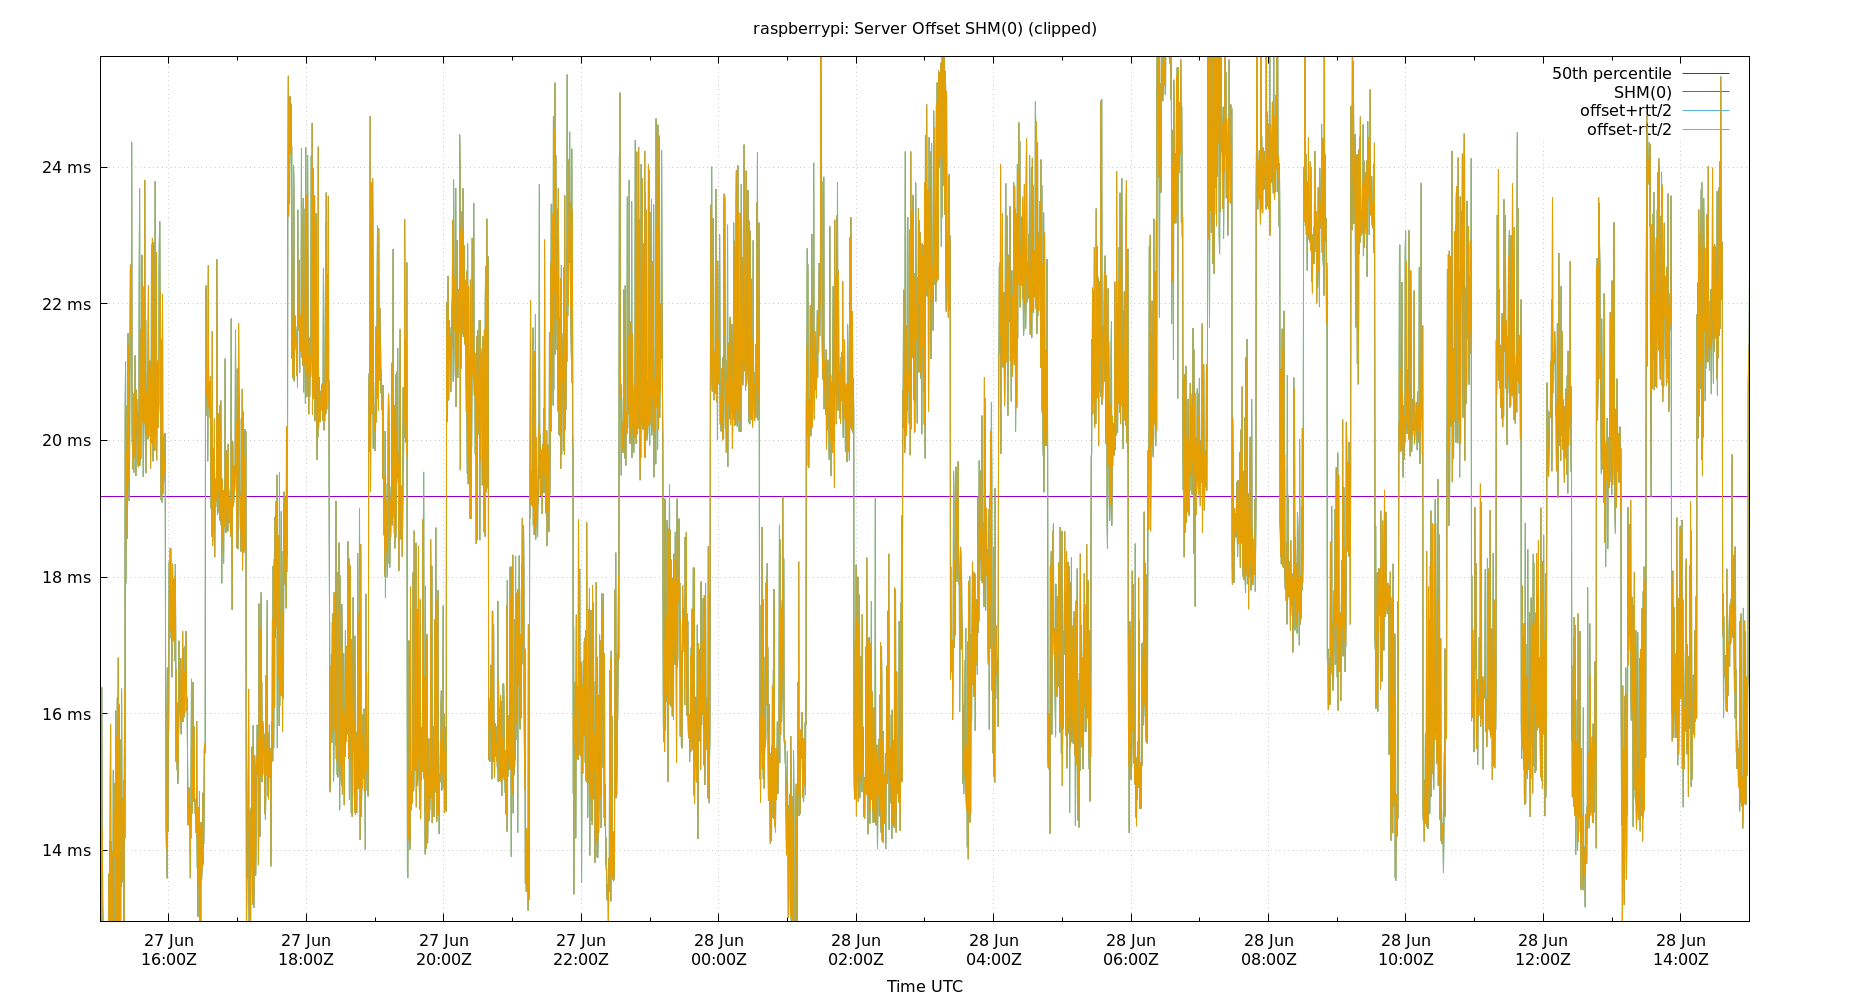 raspberrypi: Server Offset SHM(0) (clipped)
50th percentile
SHM(0)
offset+rtt/2
offset-rtt/2
24 ms
22 ms
20 ms
18 ms
16 ms
14 ms
27 Jun 27 Jun 27 Jun 27 Jun 28 Jun 28 Jun 28 Jun 28 Jun 28 Jun 28 Jun 28 Jun 28 Jun
16:00Z 18:00Z 20:00Z 22:00Z 00:00Z 02:00Z 04:00Z 06:00Z 08:00Z 10:00Z 12:00Z 14:00Z
Time UTC